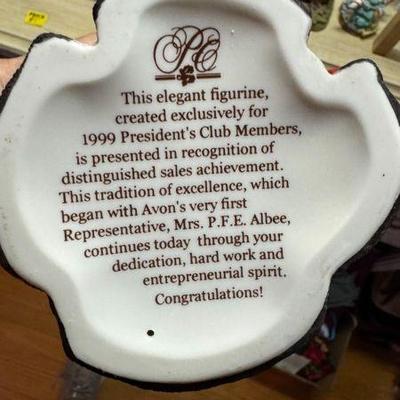 PE
This elegant figurine,
created exclusively for
1999 President's Club Members,
is presented in recognition of
distinguished sales achievement.
This tradition of excellence, which
began with Avon's very first
Representative, Mrs. P.F.E. Albee,
continues today through your
dedication, hard work and
entrepreneurial spirit.
Congratulations!